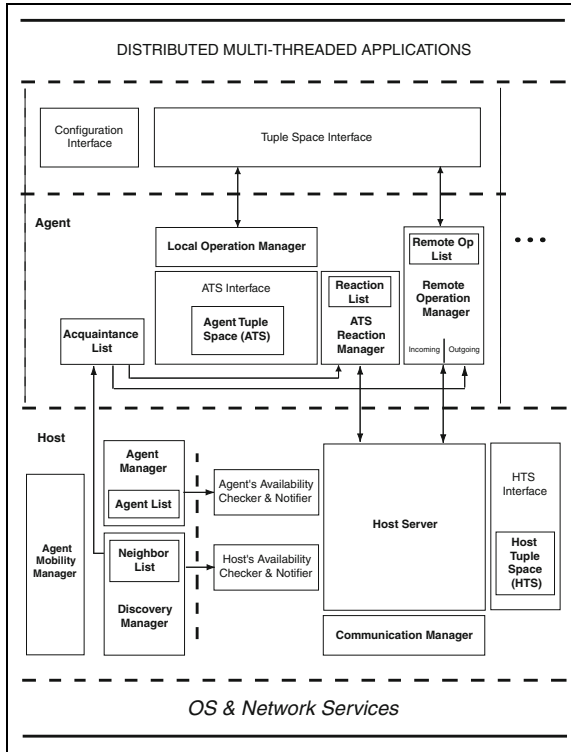 DISTRIBUTED MULTI-THREADED APPLICATIONS
Configuration
Interface
Tuple Space Interface
Agent
Local Operation Manager
Remote Op
List
Remote
Operation
Manager
Incoming
Outgoing
ATS Interface
Agent Tuple
Space (ATS)
Reaction
List
ATS
Reaction
Manager
Acquaintance
List
Host
Agent
Manager
Agent List
Agent's Availability
Checker & Notifier
Agent
Mobility
Manager
Neighbor
List
Discovery
Manager
Host's Availability
Checker & Notifier
Host Server
HTS
Interface
Host
Tuple
Space
(HTS)
Communication Manager
OS & Network Services